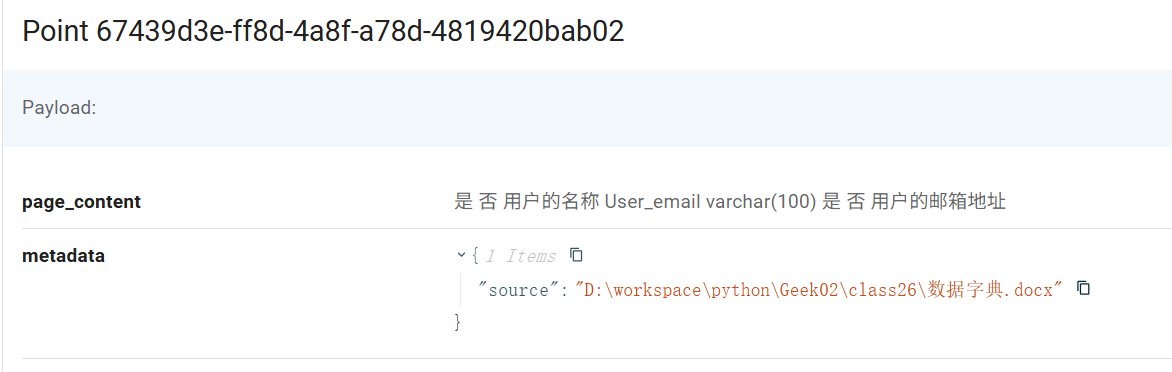 Point 67439d3e-ff8d-4a8f-a78d-4819420bab02
Payload:
page_content 是 否 用户的名称 User_email varchar(100) 是 否 用户的邮箱地址
metadata { 1 Items
"source": "D:\workspace\python\Geek02\class26\数据字典.docx"
}